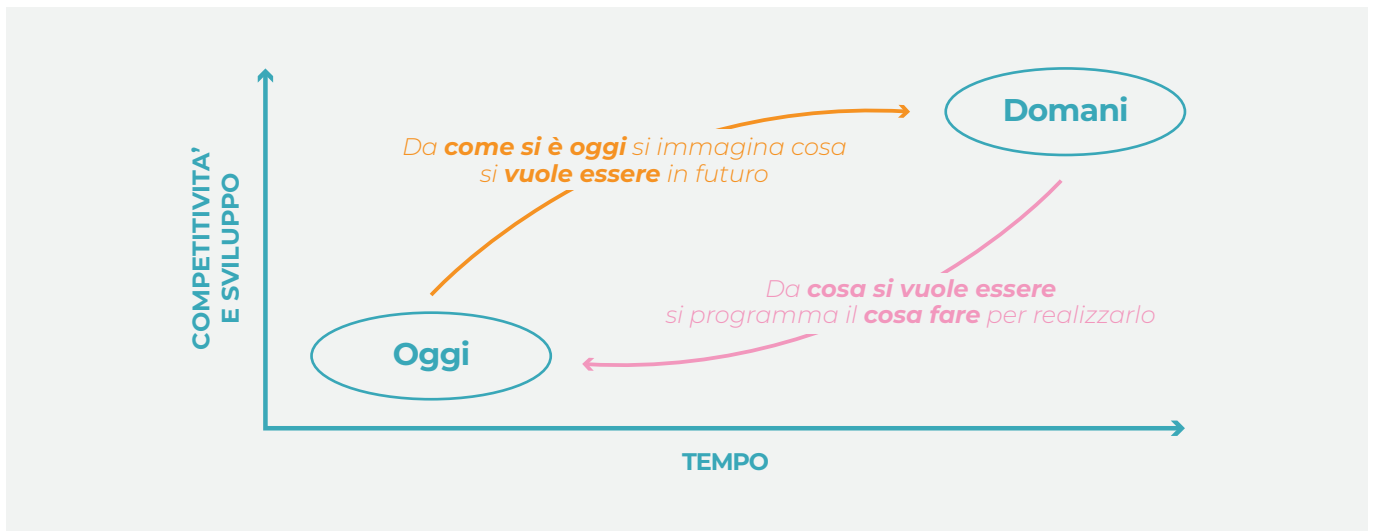 COMPETITIVITA’
E SVILUPPO
Domani
Da come si è oggi si immagina cosa
si vuole essere in futuro
Da cosa si vuole essere
si programma il cosa fare per realizzarlo
Oggi
TEMPO